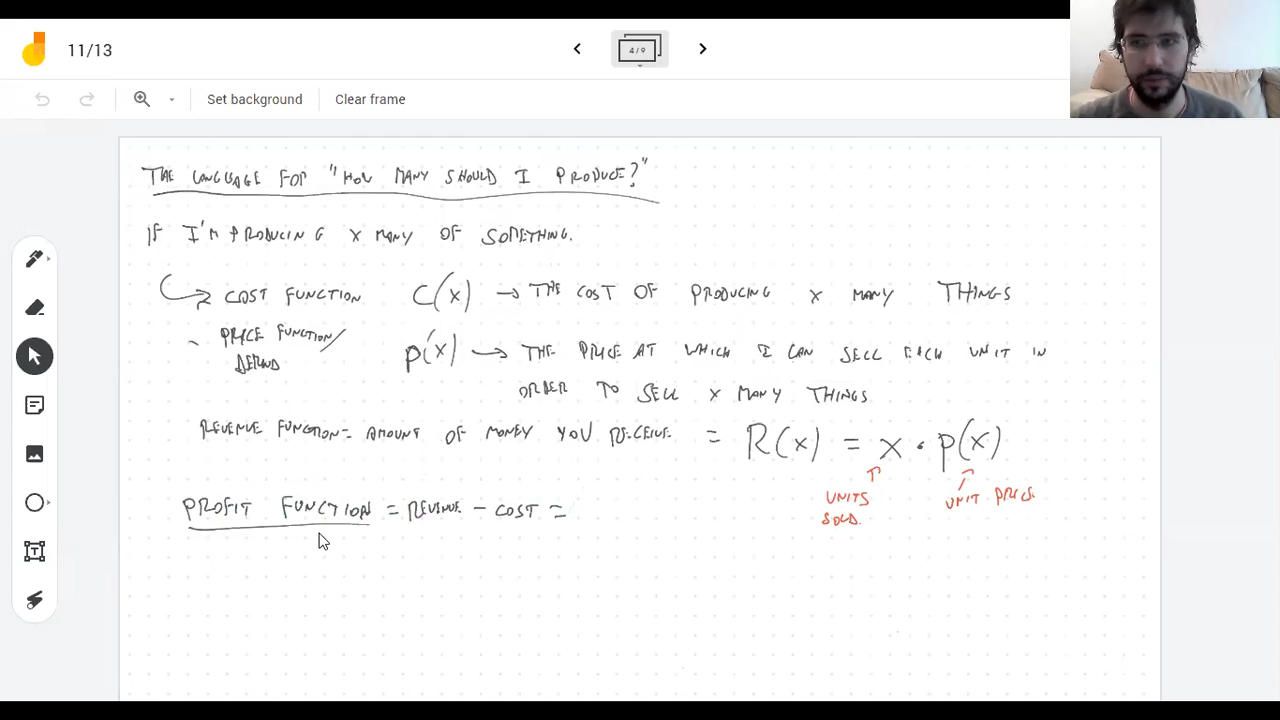 11/13
4/9
Set background
Clear frame
THE LANGUAGE FOR "HOW MANY SHOULD I PRODUCE?"
IF I'M PRODUCING X MANY OF SOMETHING.
COST FUNCTION C(X) → THE COST OF PRODUCING X MANY THINGS
- PRICE FUNCTION/ p(X) → THE PRICE AT WHICH I CAN SELL EACH UNIT IN
ORDER TO SELL X MANY THINGS
REVENUE FUNCTION = AMOUNT OF MONEY YOU RECEIVE = R(X) = X · p(X)
UNITS SOLD.
UNIT PRICE
PROFIT FUNCTION = REVENUE - COST =